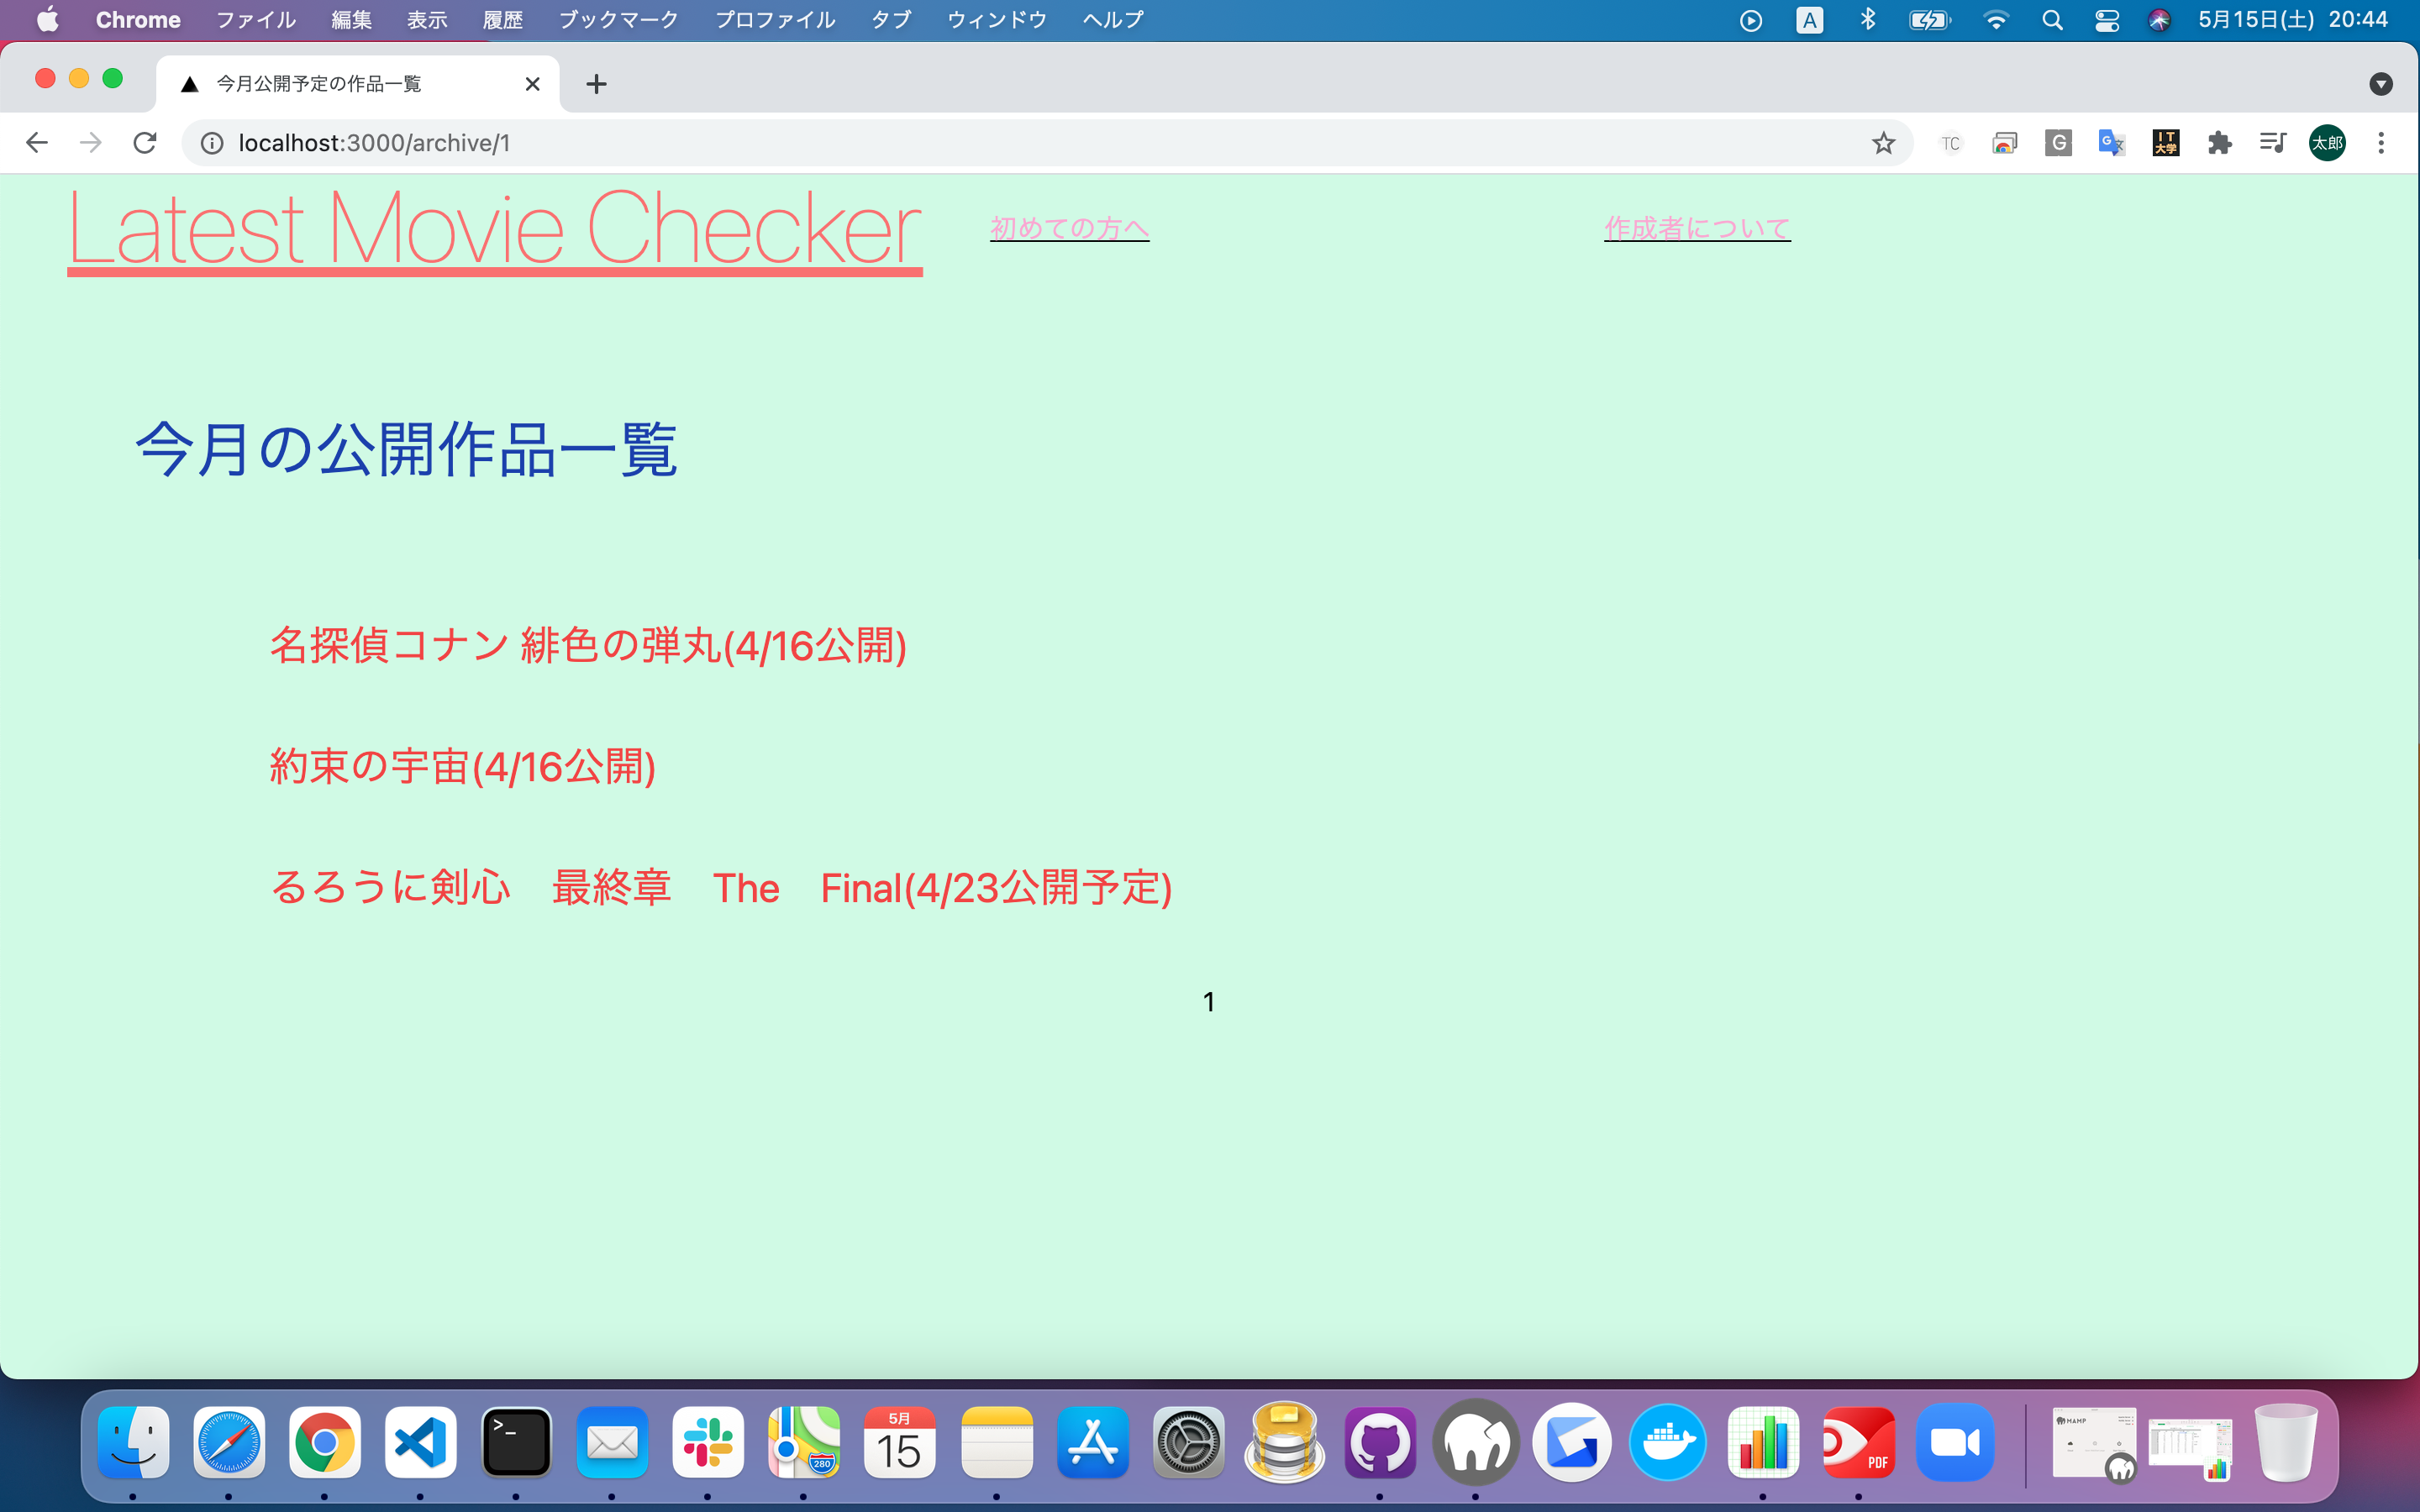 Chrome ファイル 編集 表示 履歴 ブックマーク プロファイル タブ ウィンドウ ヘルプ A 5月15日(土) 20:44
今月公開予定の作品一覧
localhost:3000/archive/1 TC G G 文 IT大学 太郎
Latest Movie Checker 初めての方へ 作成者について
今月の公開作品一覧
名探偵コナン 緋色の弾丸(4/16公開)
約束の宇宙(4/16公開)
るろうに剣心　最終章　The　Final(4/23公開予定)
1
5月
15
280
PDF
MAMP